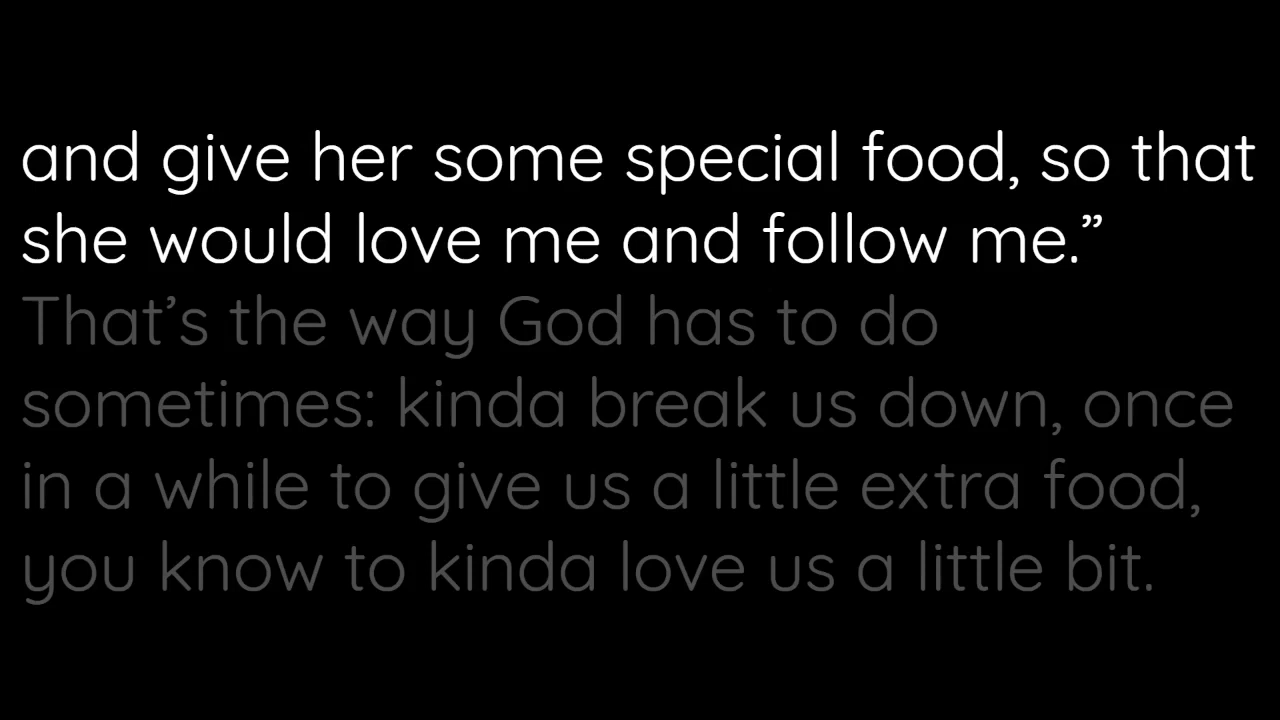 and give her some special food, so that
she would love me and follow me.”
That’s the way God has to do
sometimes: kinda break us down, once
in a while to give us a little extra food,
you know to kinda love us a little bit.